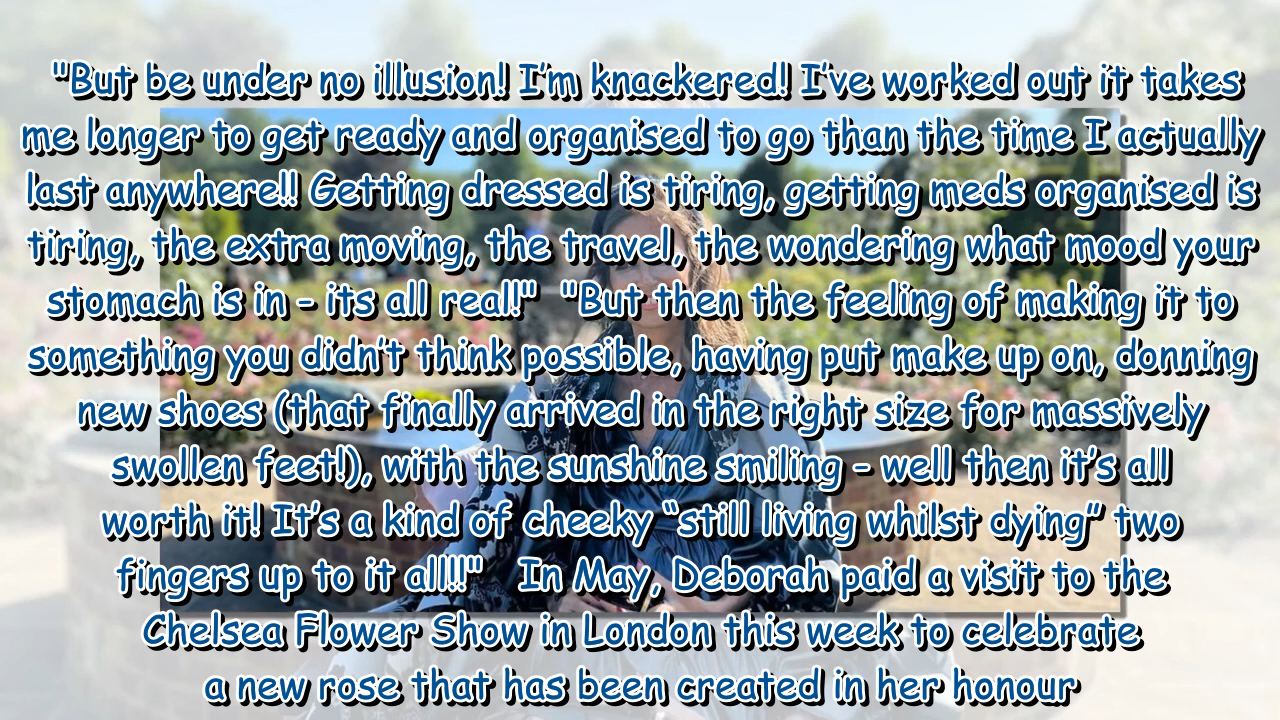 "But be under no illusion! I’m knackered! I’ve worked out it takes
me longer to get ready and organised to go than the time I actually
last anywhere!! Getting dressed is tiring, getting meds organised is
tiring, the extra moving, the travel, the wondering what mood your
stomach is in - its all real!"  "But then the feeling of making it to
something you didn’t think possible, having put make up on, donning
new shoes (that finally arrived in the right size for massively
swollen feet!), with the sunshine smiling - well then it’s all
worth it! It’s a kind of cheeky “still living whilst dying” two
fingers up to it all!!"   In May, Deborah paid a visit to the
Chelsea Flower Show in London this week to celebrate
a new rose that has been created in her honour